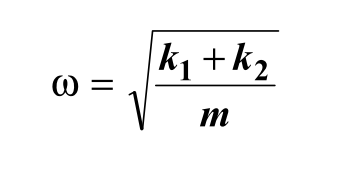 ω = √((k₁ + k₂) / m)